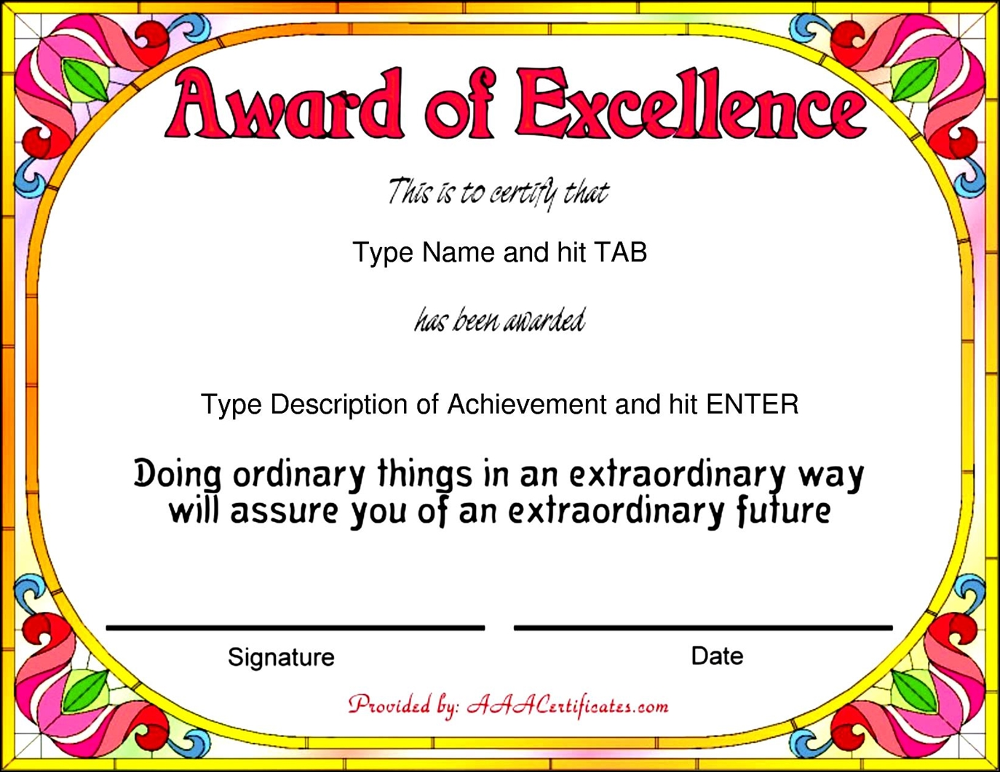 Award of Excellence
This is to certify that
Type Name and hit TAB
has been awarded
Type Description of Achievement and hit ENTER
Doing ordinary things in an extraordinary way
will assure you of an extraordinary future
Signature
Date
Provided by: AAACertificates.com